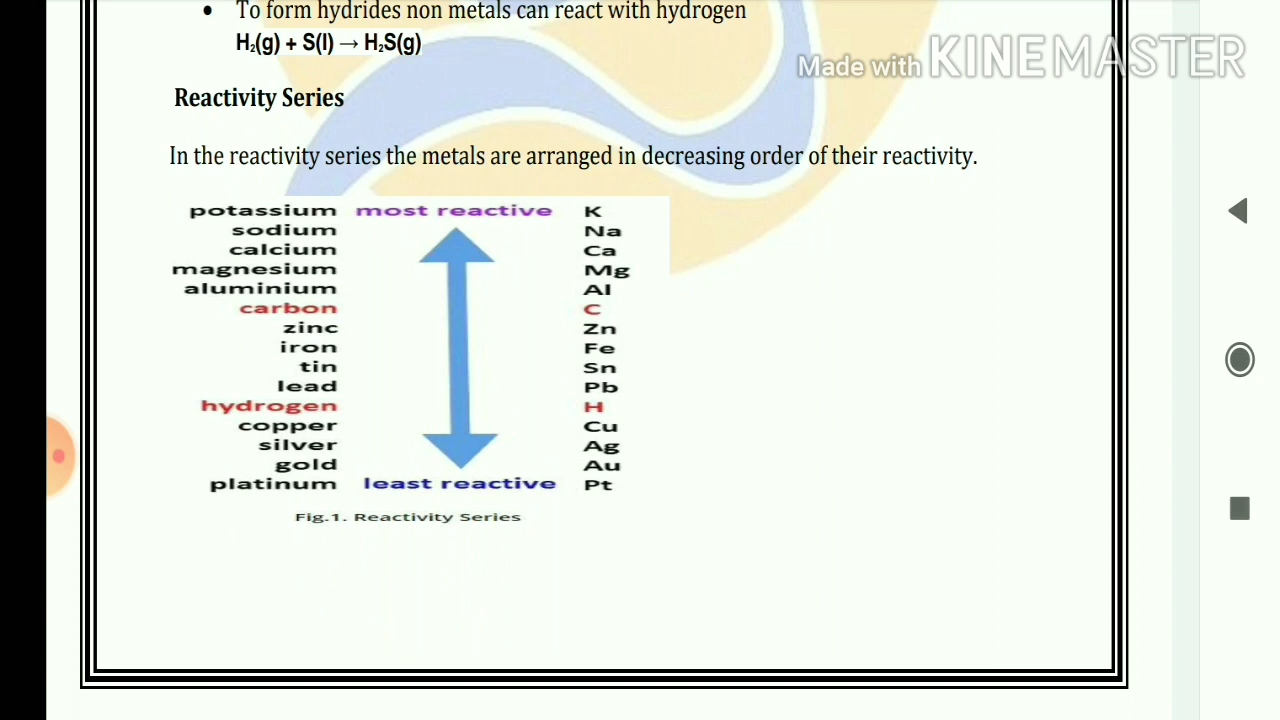 • To form hydrides non metals can react with hydrogen
H₂(g) + S(l) → H₂S(g)
Made with KINEMASTER
Reactivity Series
In the reactivity series the metals are arranged in decreasing order of their reactivity.
potassium most reactive K
sodium Na
calcium Ca
magnesium Mg
aluminium Al
carbon C
zinc Zn
iron Fe
tin Sn
lead Pb
hydrogen H
copper Cu
silver Ag
gold Au
platinum least reactive Pt
Fig.1. Reactivity Series